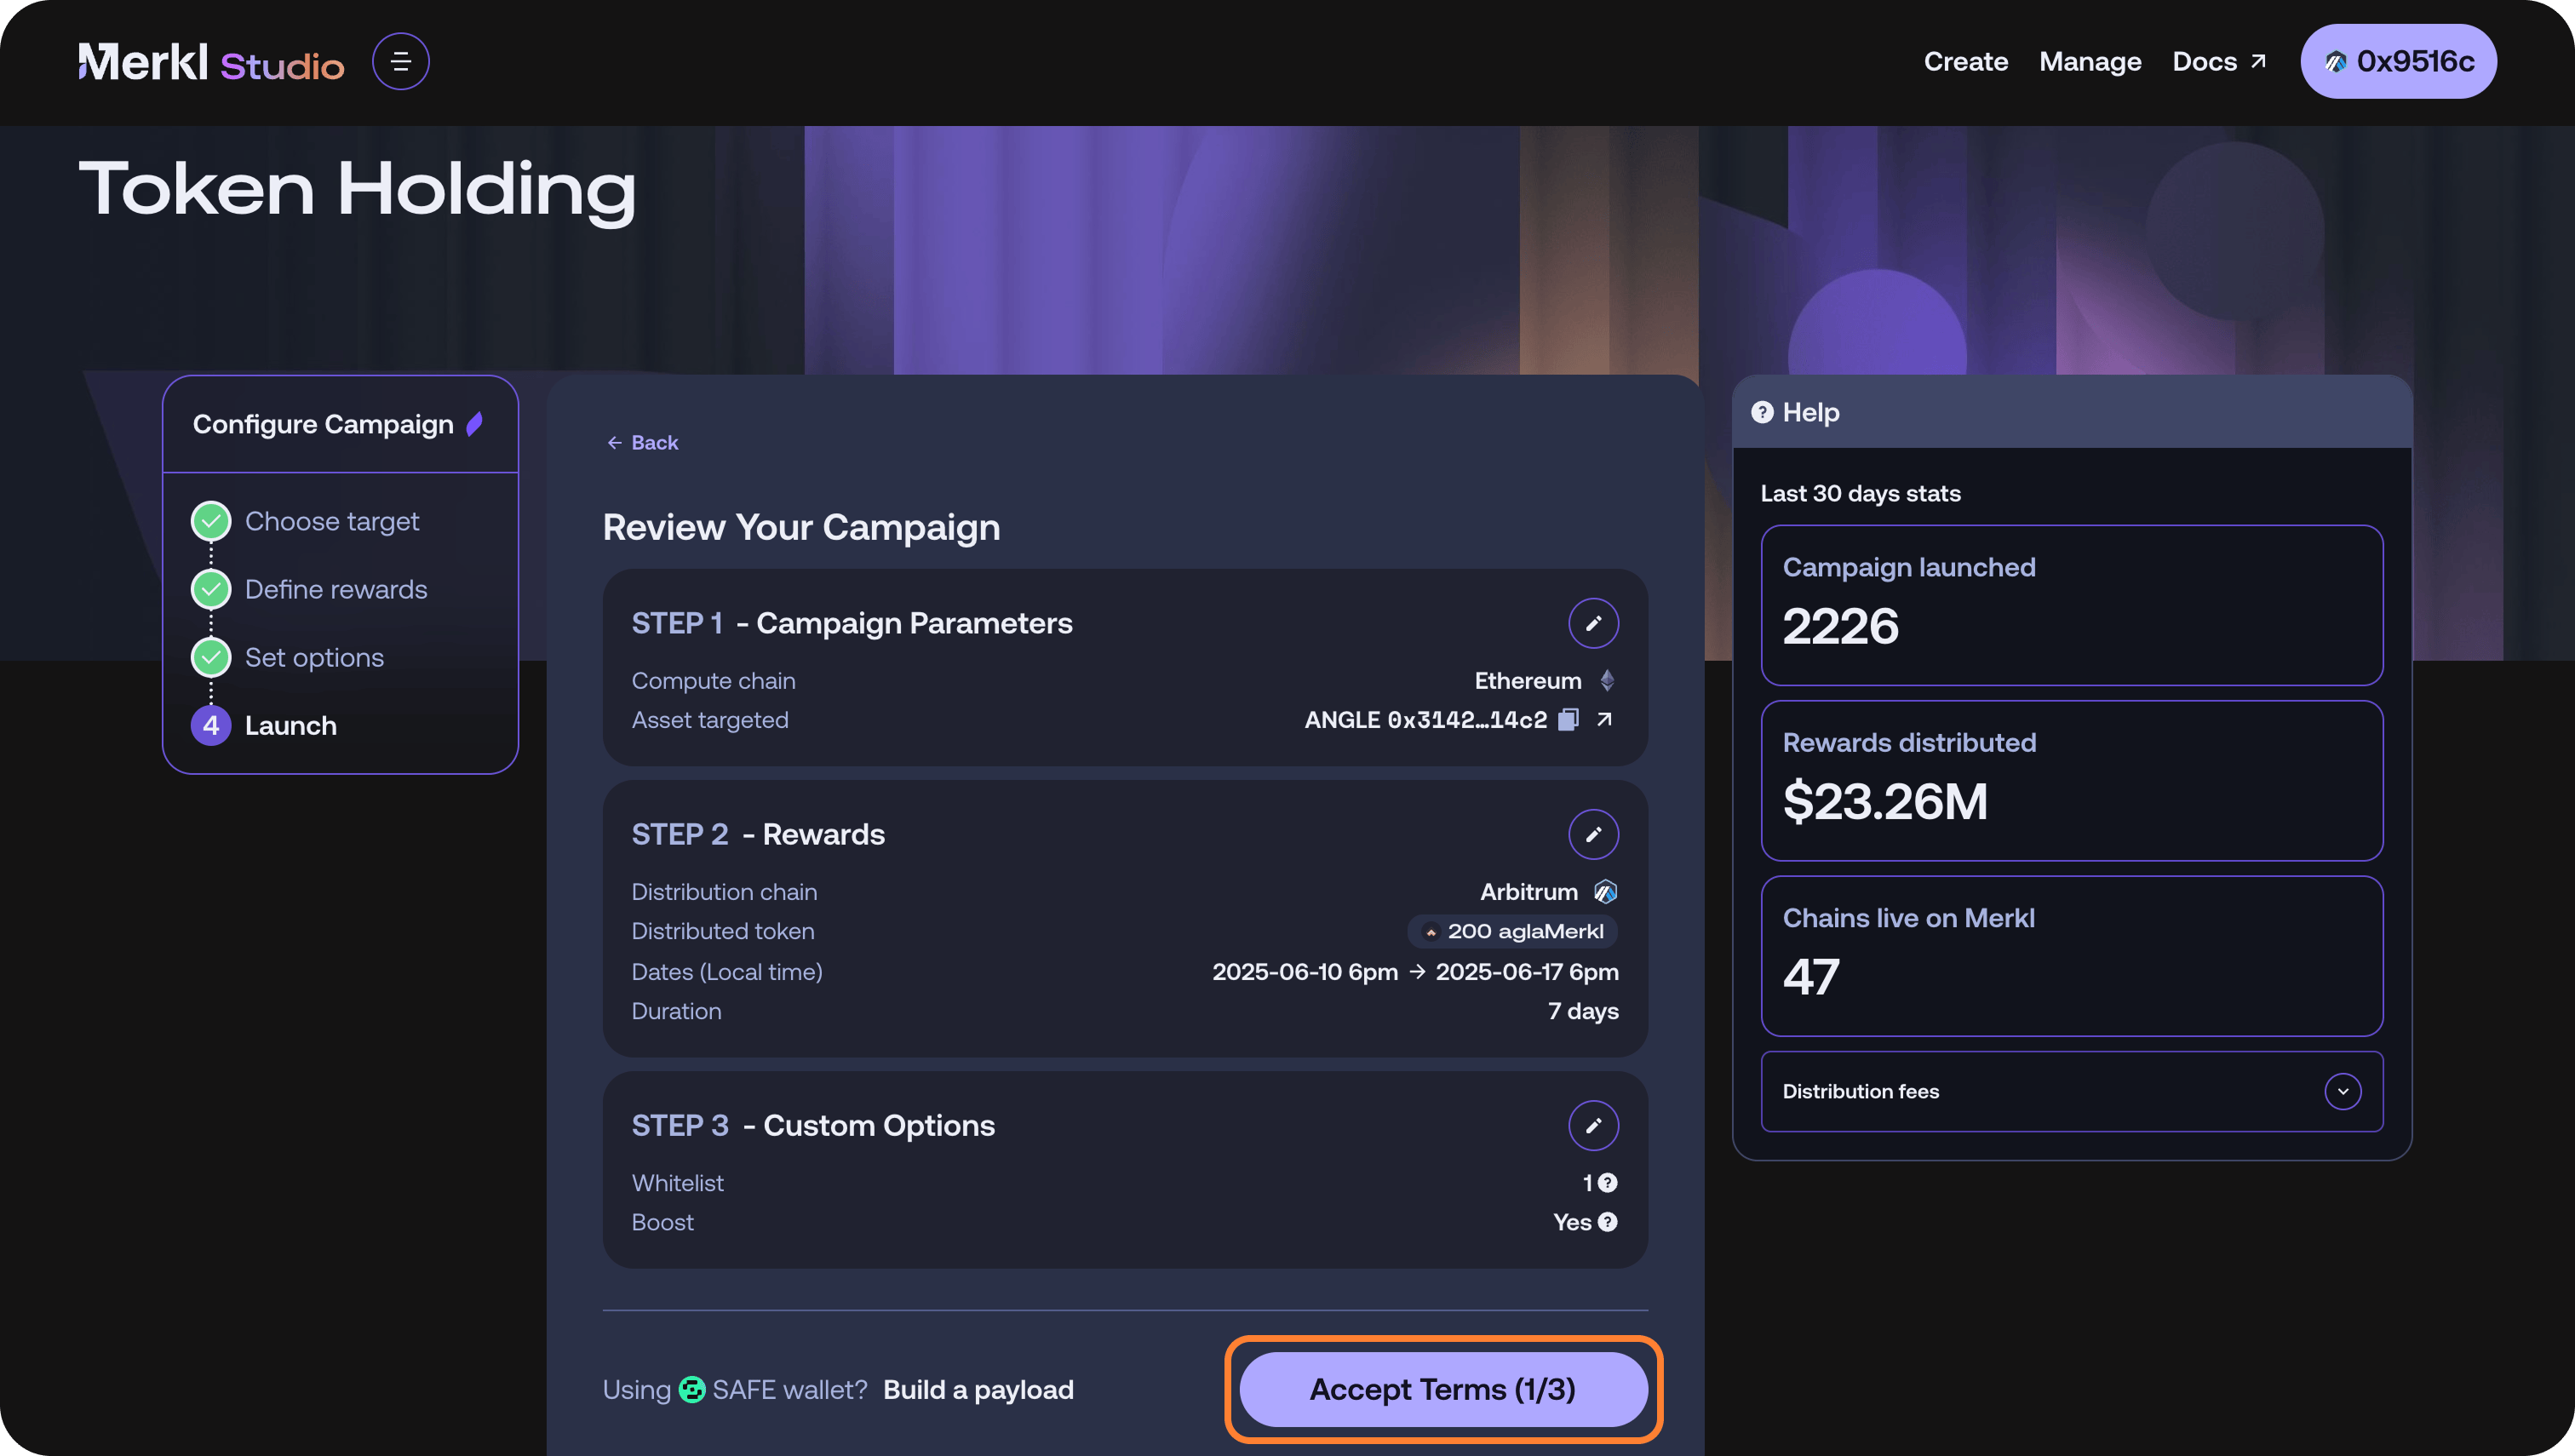 Merkl Studio
Create Manage Docs 0x9516c
Token Holding
Configure Campaign
Choose target
Define rewards
Set options
4 Launch
Back
Review Your Campaign
STEP 1 - Campaign Parameters
Compute chain Ethereum
Asset targeted ANGLE 0x3142...14c2
STEP 2 - Rewards
Distribution chain Arbitrum
Distributed token 200 aglaMerkl
Dates (Local time) 2025-06-10 6pm → 2025-06-17 6pm
Duration 7 days
STEP 3 - Custom Options
Whitelist 1 ?
Boost Yes ?
Using SAFE wallet? Build a payload
Accept Terms (1/3)
? Help
Last 30 days stats
Campaign launched
2226
Rewards distributed
$23.26M
Chains live on Merkl
47
Distribution fees